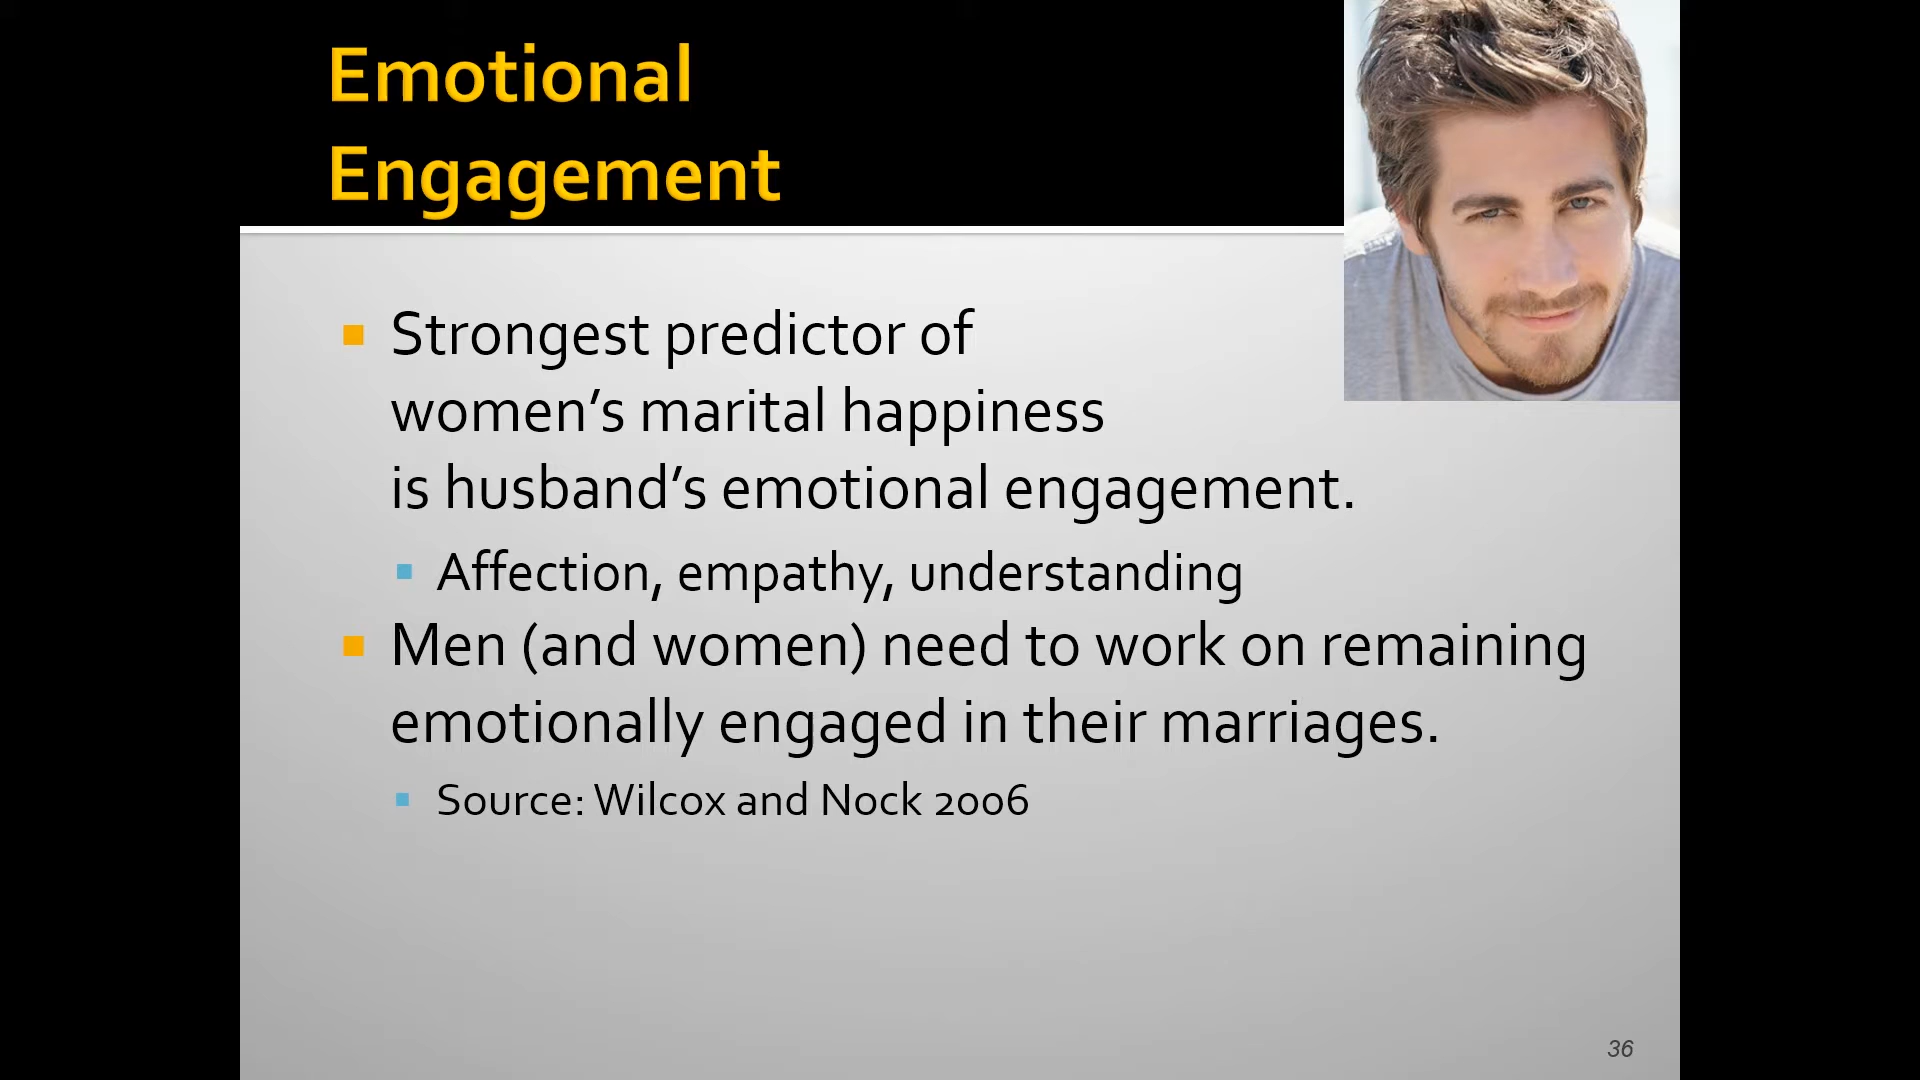 Emotional
Engagement
Strongest predictor of
women’s marital happiness
is husband’s emotional engagement.
Affection, empathy, understanding
Men (and women) need to work on remaining
emotionally engaged in their marriages.
Source: Wilcox and Nock 2006
36